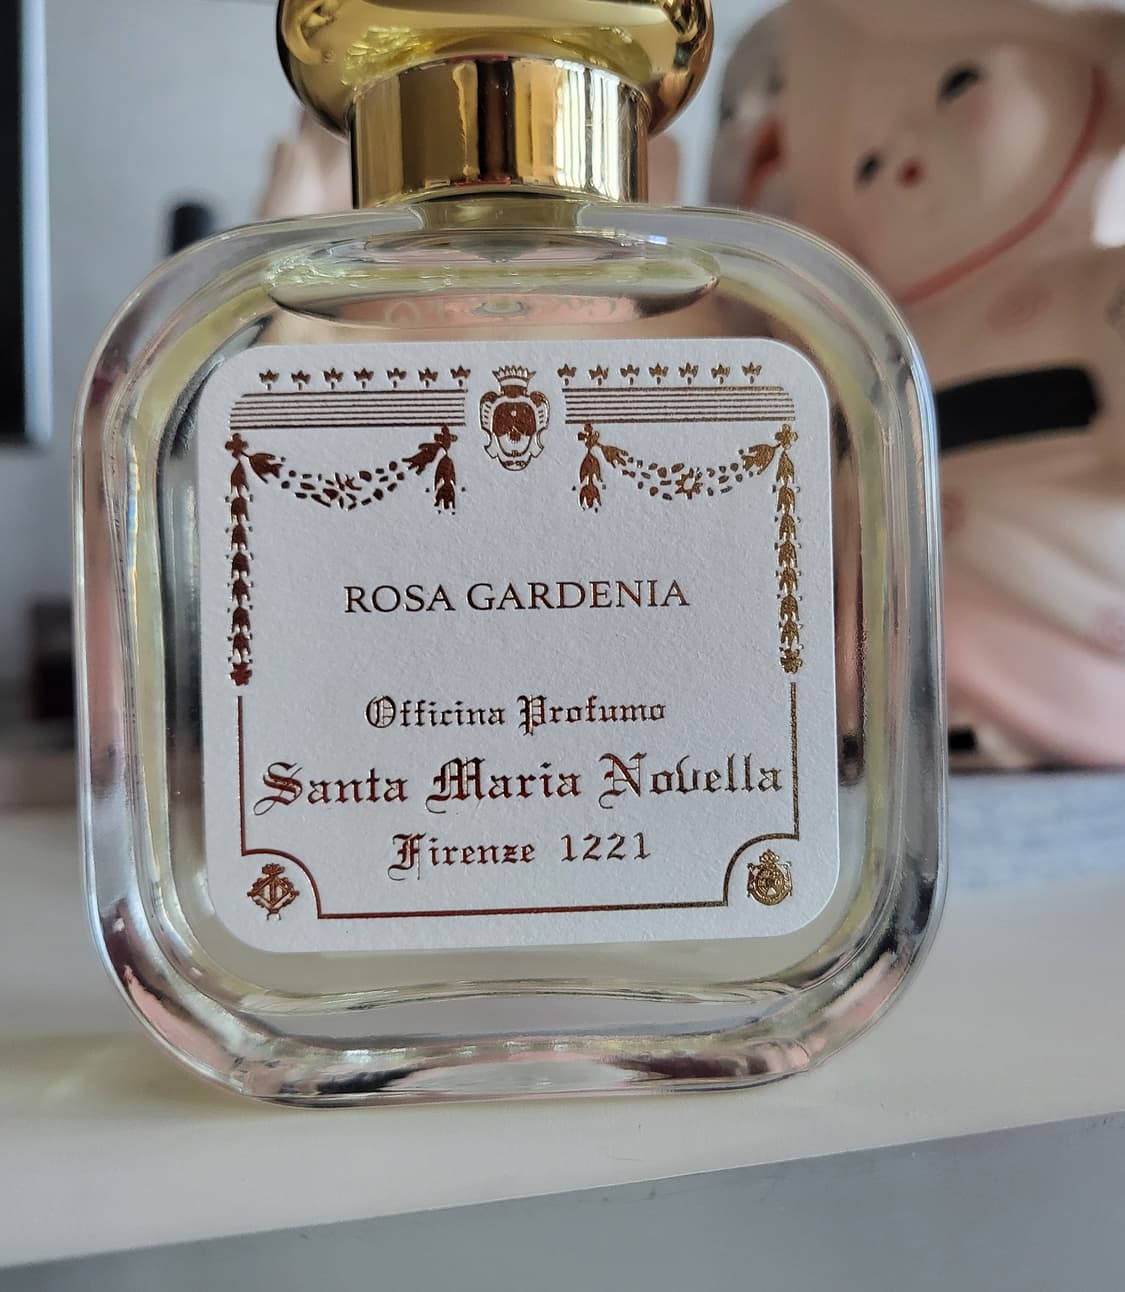 ROSA GARDENIA
Officina Profumo
Santa Maria Novella
Firenze 1221